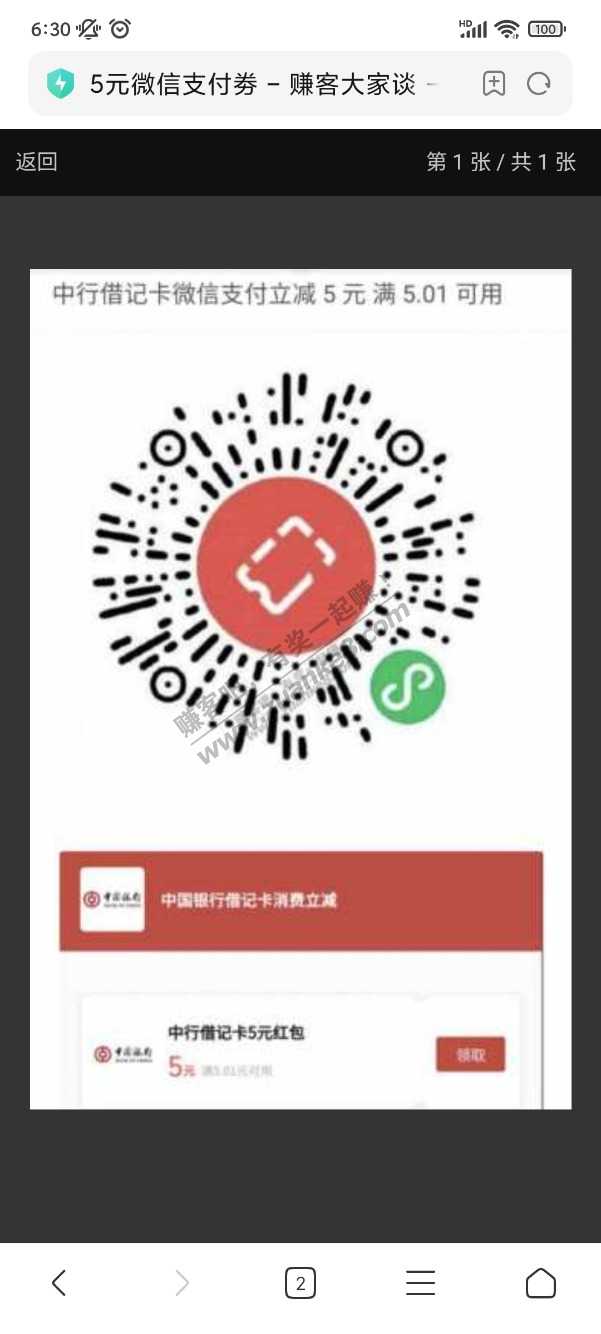 6:30
HD
100
5元微信支付券 – 赚客大家谈 –
返回
第 1 张 / 共 1 张
中行借记卡微信支付立减 5 元 满 5.01 可用
赚客吧，有奖一起赚！
www.zuanke8.com
中国银行
中国银行借记卡消费立减
中行借记卡5元红包
中国银行
5元 满5.01元可用
领取
2